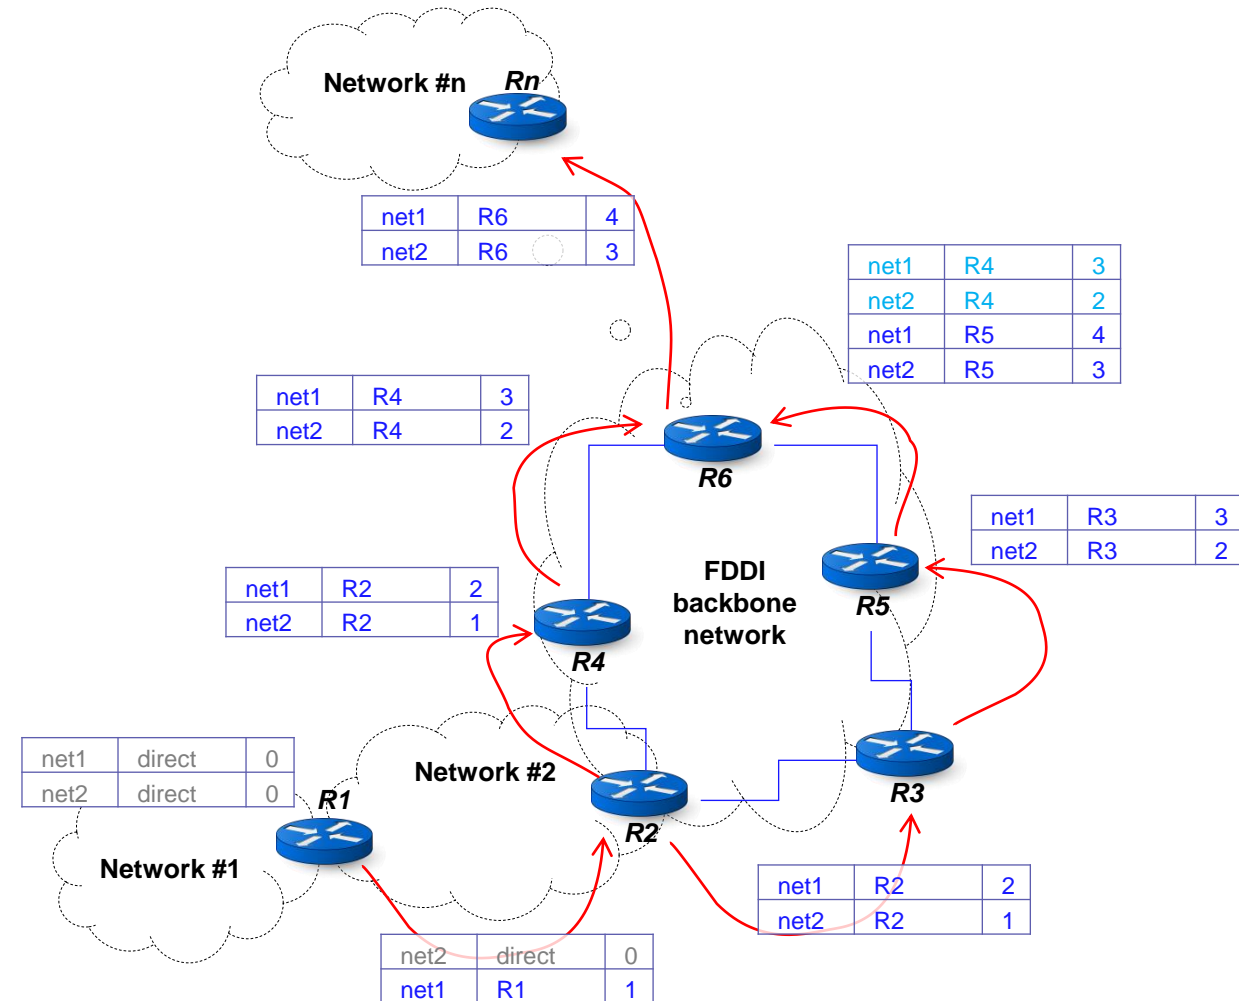 Network #n
Rn
net1 R6 4
net2 R6 3
net1 R4 3
net2 R4 2
net1 R5 4
net2 R5 3
net1 R4 3
net2 R4 2
R6
net1 R3 3
net2 R3 2
FDDI
backbone
network
R5
net1 R2 2
net2 R2 1
R4
net1 direct 0
net2 direct 0
R1
Network #2
R2
R3
Network #1
net1 R2 2
net2 R2 1
net2 direct 0
net1 R1 1